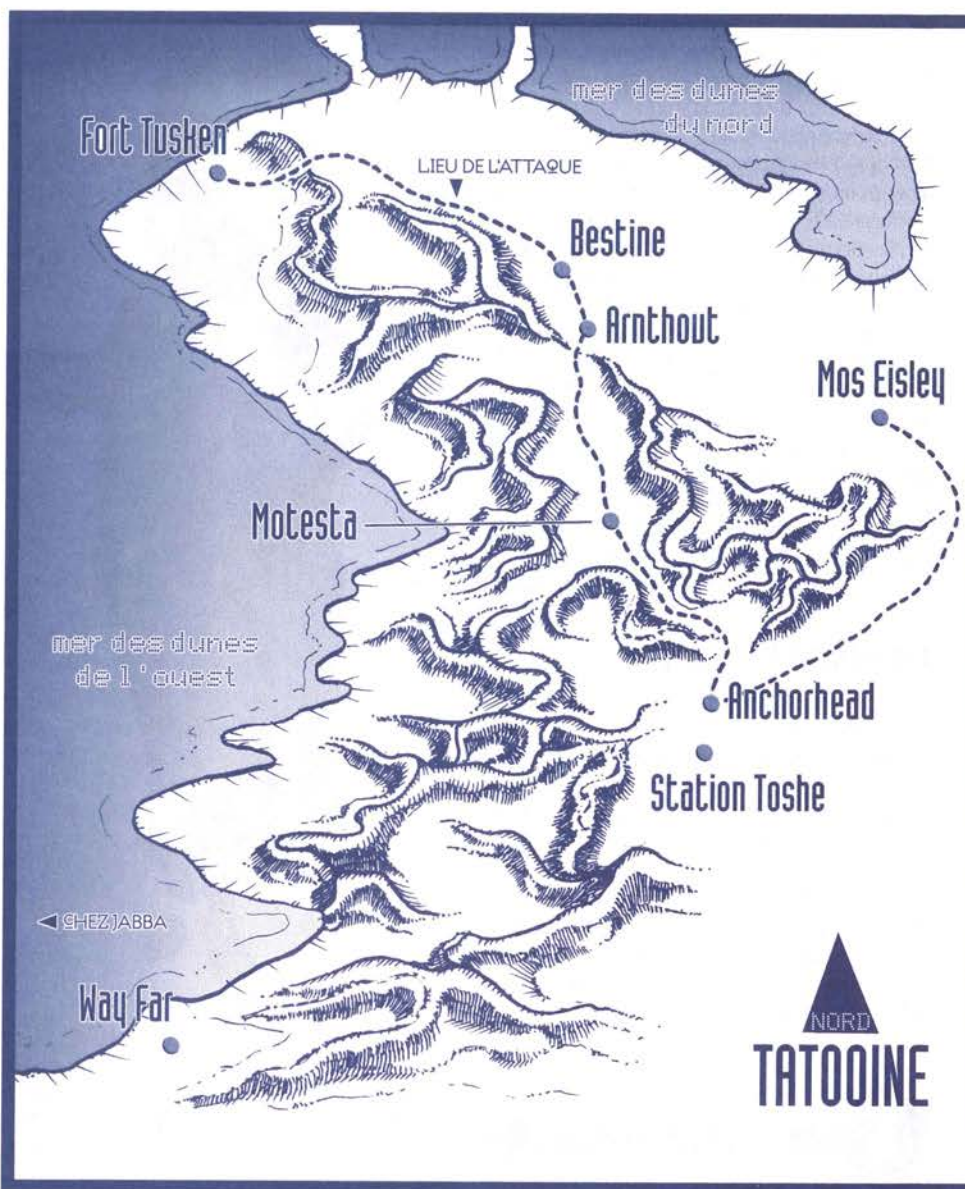 mer des dunes
du nord
Fort Tusken
LIEU DE L'ATTAQUE
Bestine
Arnthout
Mos Eisley
Motesta
mer des dunes
de l'ouest
Anchorhead
Station Toshe
CHEZ JABBA
Way Far
NORD
TATOOINE